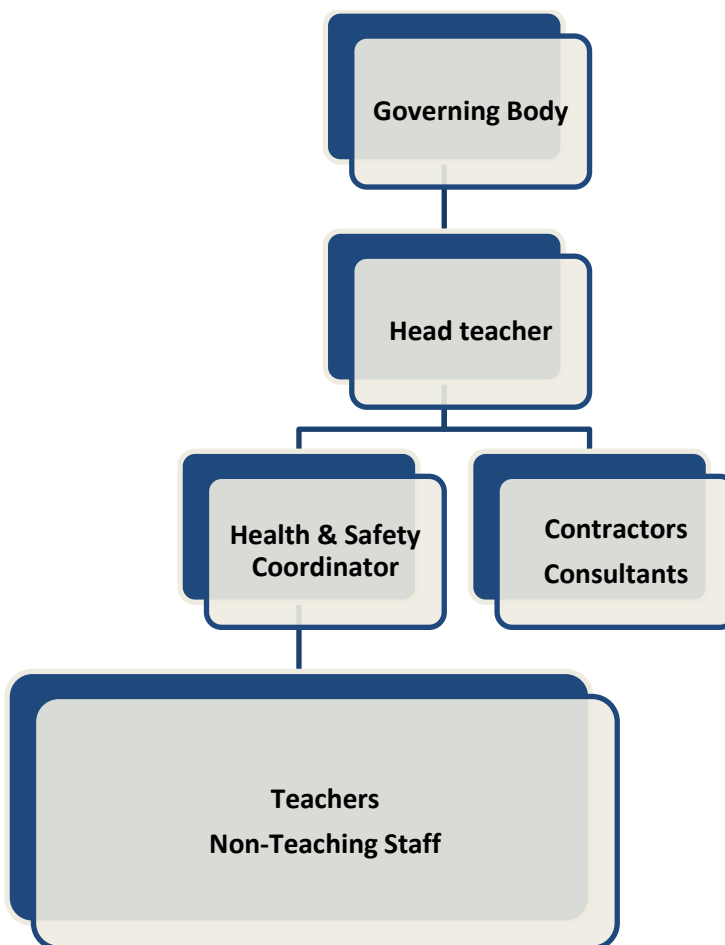 Governing Body
Head teacher
Health & Safety
Coordinator
Contractors
Consultants
Teachers
Non-Teaching Staff